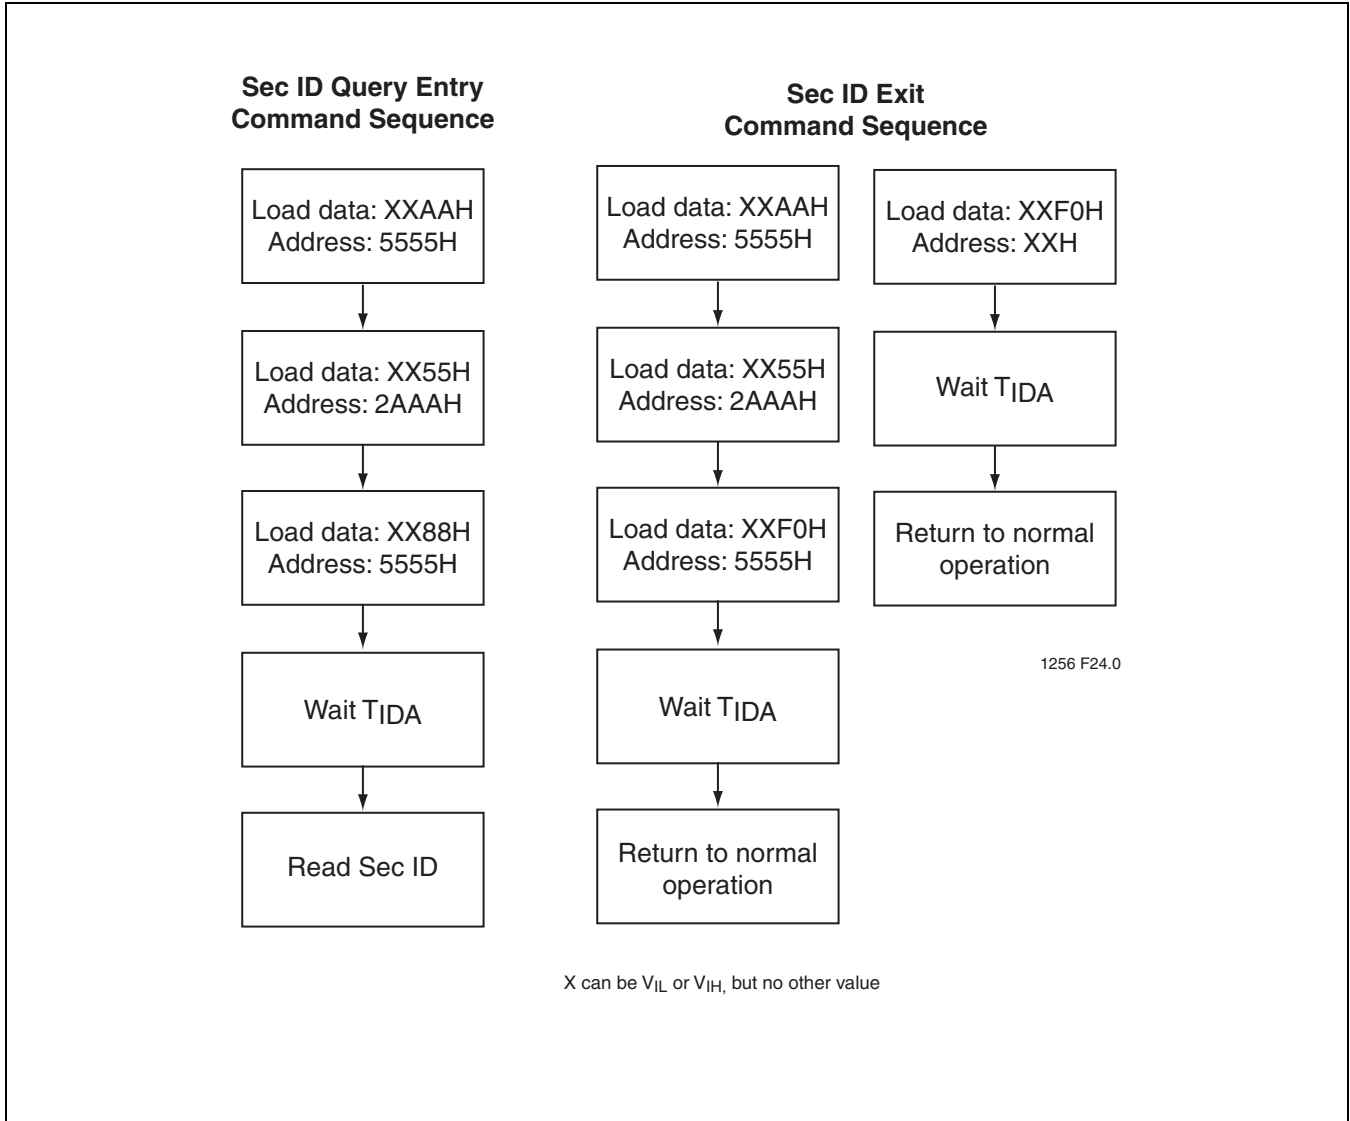 Sec ID Query Entry
Command Sequence
Load data: XXAAH
Address: 5555H
Load data: XX55H
Address: 2AAAH
Load data: XX88H
Address: 5555H
Wait TIDA
Read Sec ID
Sec ID Exit
Command Sequence
Load data: XXAAH
Address: 5555H
Load data: XX55H
Address: 2AAAH
Load data: XXF0H
Address: 5555H
Wait TIDA
Return to normal
operation
Load data: XXF0H
Address: XXH
Wait TIDA
Return to normal
operation
1256 F24.0
X can be VIL or VIH, but no other value